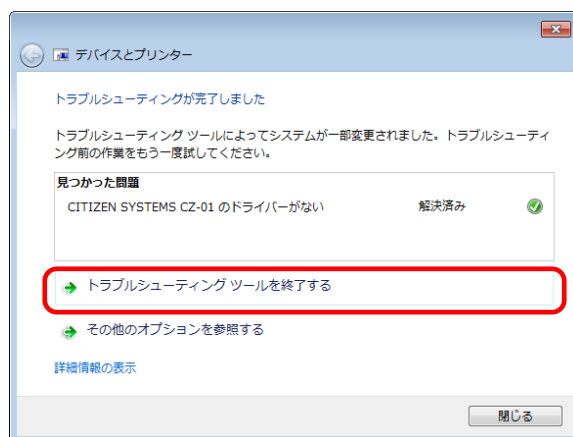 デバイスとプリンター
トラブルシューティングが完了しました
トラブルシューティング ツールによってシステムが一部変更されました。トラブルシューティ
ング前の作業をもう一度試してください。
見つかった問題
CITIZEN SYSTEMS CZ-01 のドライバーがない 解決済み
トラブルシューティング ツールを終了する
その他のオプションを参照する
詳細情報の表示
閉じる